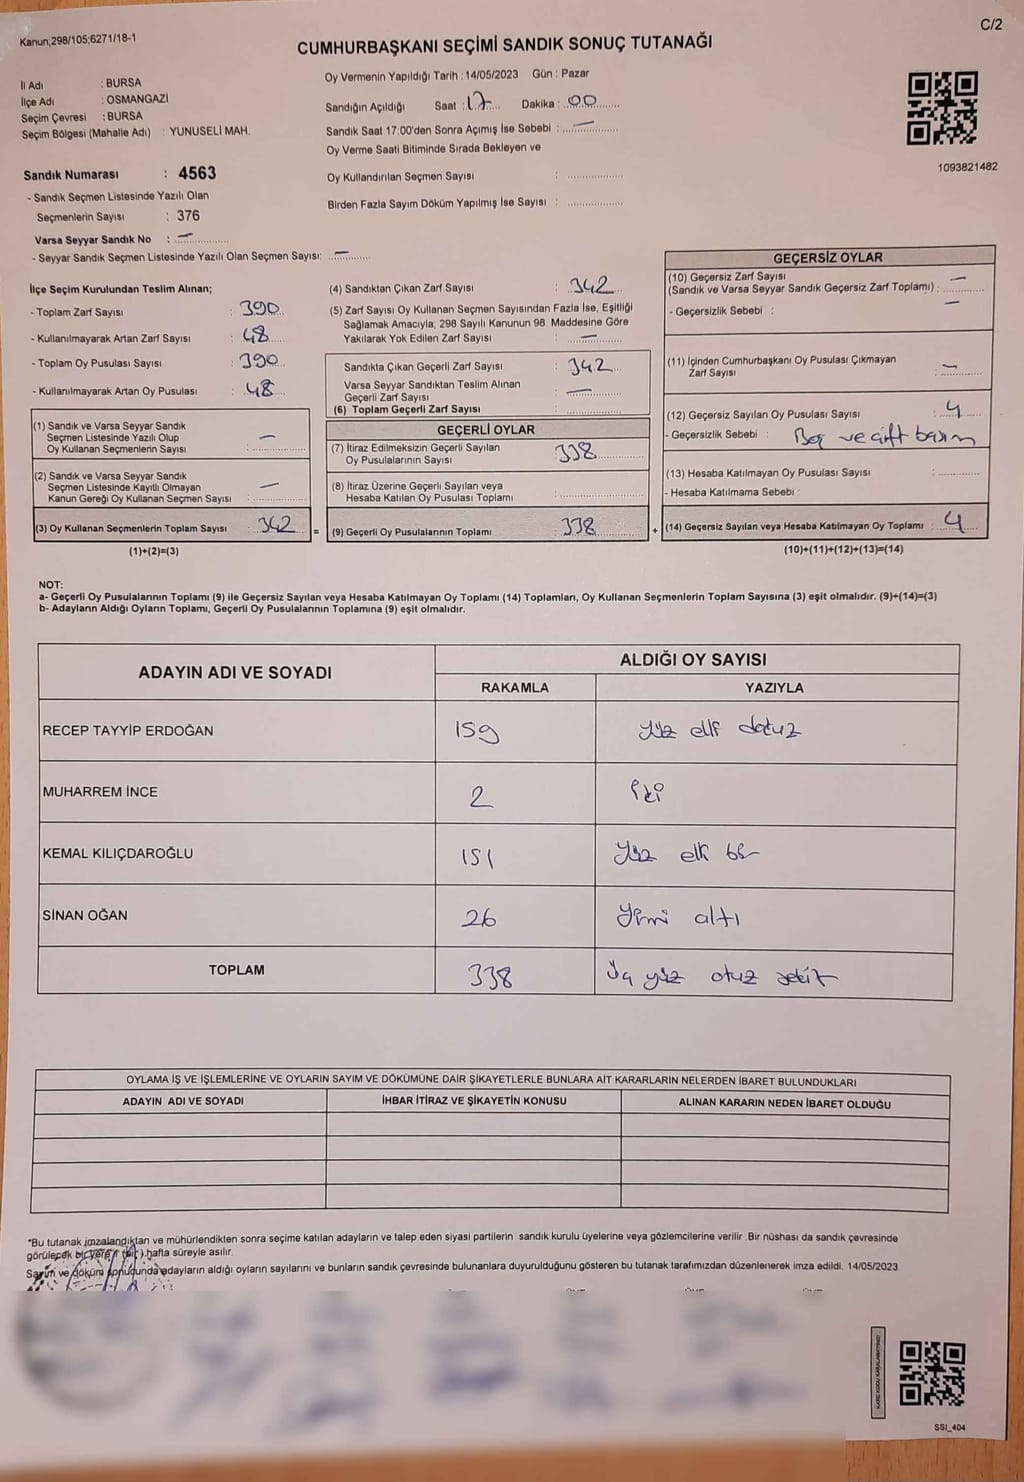 C/2
Kanun;298/105;6271/18-1
CUMHURBAŞKANI SEÇİMİ SANDIK SONUÇ TUTANAĞI
İl Adı : BURSA
İlçe Adı : OSMANGAZİ
Seçim Çevresi : BURSA
Seçim Bölgesi (Mahalle Adı) : YUNUSELİ MAH.
Sandık Numarası : 4563
- Sandık Seçmen Listesinde Yazılı Olan
Seçmenlerin Sayısı : 376
Varsa Seyyar Sandık No : —
- Seyyar Sandık Seçmen Listesinde Yazılı Olan Seçmen Sayısı: —
Oy Vermenin Yapıldığı Tarih :14/05/2023 Gün : Pazar
Sandığın Açıldığı Saat : 17 Dakika : 00
Sandık Saat 17:00'den Sonra Açımış İse Sebebi : —
Oy Verme Saati Bitiminde Sırada Bekleyen ve
Oy Kullandırılan Seçmen Sayısı :
Birden Fazla Sayım Döküm Yapılmış İse Sayısı :
1093821482
İlçe Seçim Kurulundan Teslim Alınan;
- Toplam Zarf Sayısı : 390
- Kullanılmayarak Artan Zarf Sayısı : 48
- Toplam Oy Pusulası Sayısı : 390
- Kullanılmayarak Artan Oy Pusulası : 48
(1) Sandık ve Varsa Seyyar Sandık
Seçmen Listesinde Yazılı Olup
Oy Kullanan Seçmenlerin Sayısı : —
(2) Sandık ve Varsa Seyyar Sandık
Seçmen Listesinde Kayıtlı Olmayan
Kanun Gereği Oy Kullanan Seçmen Sayısı : —
(3) Oy Kullanan Seçmenlerin Toplam Sayısı : 342 =
(1)+(2)=(3)
(4) Sandıktan Çıkan Zarf Sayısı : 342
(5) Zarf Sayısı Oy Kullanan Seçmen Sayısından Fazla İse, Eşitliği
Sağlamak Amacıyla; 298 Sayılı Kanunun 98. Maddesine Göre
Yakılarak Yok Edilen Zarf Sayısı : —
Sandıkta Çıkan Geçerli Zarf Sayısı : 342
Varsa Seyyar Sandıktan Teslim Alınan
Geçerli Zarf Sayısı : —
(6) Toplam Geçerli Zarf Sayısı :
GEÇERLİ OYLAR
(7) İtiraz Edilmeksizin Geçerli Sayılan
Oy Pusulalarının Sayısı : 338
(8) İtiraz Üzerine Geçerli Sayılan veya
Hesaba Katılan Oy Pusulası Toplamı :
(9) Geçerli Oy Pusulalarının Toplamı : 338 +
GEÇERSİZ OYLAR
(10) Geçersiz Zarf Sayısı
(Sandık ve Varsa Seyyar Sandık Geçersiz Zarf Toplamı) : —
- Geçersizlik Sebebi : —
(11) İçinden Cumhurbaşkanı Oy Pusulası Çıkmayan
Zarf Sayısı : —
(12) Geçersiz Sayılan Oy Pusulası Sayısı : 4
- Geçersizlik Sebebi : Boş ve çift basım
(13) Hesaba Katılmayan Oy Pusulası Sayısı :
- Hesaba Katılmama Sebebi :
(14) Geçersiz Sayılan veya Hesaba Katılmayan Oy Toplamı : 4
(10)+(11)+(12)+(13)=(14)
NOT:
a- Geçerli Oy Pusulalarının Toplamı (9) ile Geçersiz Sayılan veya Hesaba Katılmayan Oy Toplamı (14) Toplamları, Oy Kullanan Seçmenlerin Toplam Sayısına (3) eşit olmalıdır. (9)+(14)=(3)
b- Adayların Aldığı Oyların Toplamı, Geçerli Oy Pusulalarının Toplamına (9) eşit olmalıdır.
ADAYIN ADI VE SOYADI ALDIĞI OY SAYISI
RAKAMLA YAZIYLA
RECEP TAYYİP ERDOĞAN 159 Yüz elli dokuz
MUHARREM İNCE 2 İki
KEMAL KILIÇDAROĞLU 151 Yüz elli bir
SİNAN OĞAN 26 Yirmi altı
TOPLAM 338 Üç yüz otuz sekiz
OYLAMA İŞ VE İŞLEMLERİNE VE OYLARIN SAYIM VE DÖKÜMÜNE DAİR ŞİKAYETLERLE BUNLARA AİT KARARLARIN NELERDEN İBARET BULUNDUKLARI
ADAYIN ADI VE SOYADI İHBAR İTİRAZ VE ŞİKAYETİN KONUSU ALINAN KARARIN NEDEN İBARET OLDUĞU
*Bu tutanak imzalandıktan ve mühürlendikten sonra seçime katılan adayların ve talep eden siyasi partilerin sandık kurulu üyelerine veya gözlemcilerine verilir. Bir nüshası da sandık çevresinde
görülecek bir yere 1 (bir) hafta süreyle asılır.
Sayım ve döküm sonucunda adayların aldığı oyların sayılarını ve bunların sandık çevresinde bulunanlara duyurulduğunu gösteren bu tutanak tarafımızdan düzenlenerek imza edildi. 14/05/2023
SSI_404